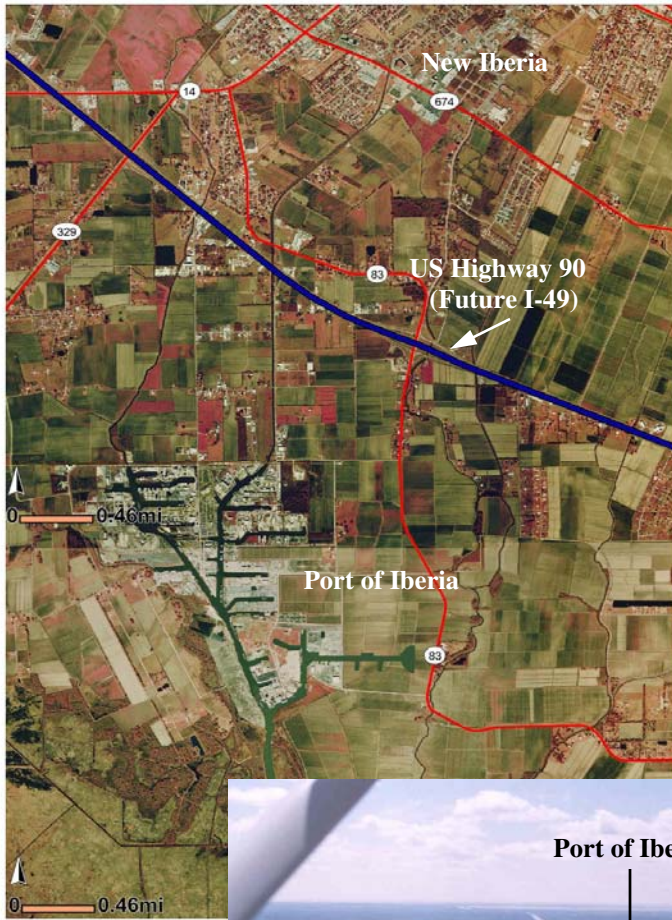 New Iberia
14
674
329
83
US Highway 90
(Future I-49)
0 0.46mi
Port of Iberia
83
Port of Ibe
0 0.46mi